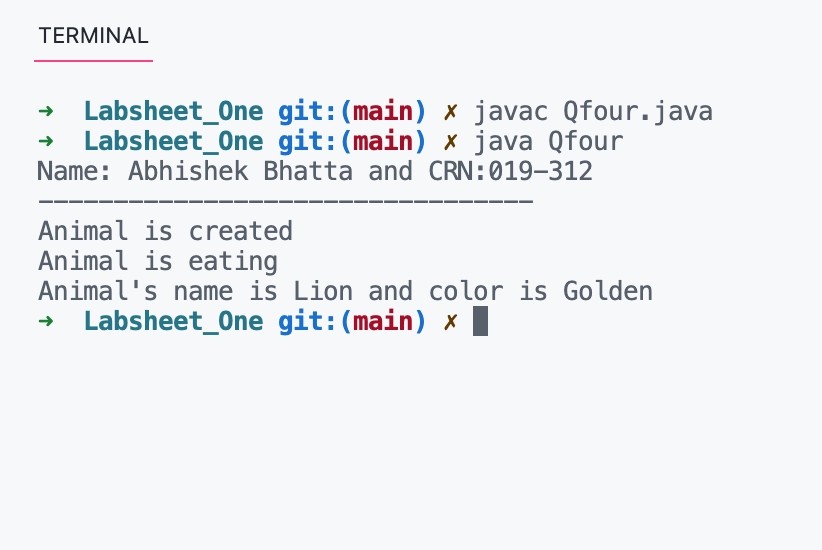 TERMINAL
➜  Labsheet_One git:(main) ✗ javac Qfour.java
➜  Labsheet_One git:(main) ✗ java Qfour
Name: Abhishek Bhatta and CRN:019-312
---------------------------------
Animal is created
Animal is eating
Animal's name is Lion and color is Golden
➜  Labsheet_One git:(main) ✗